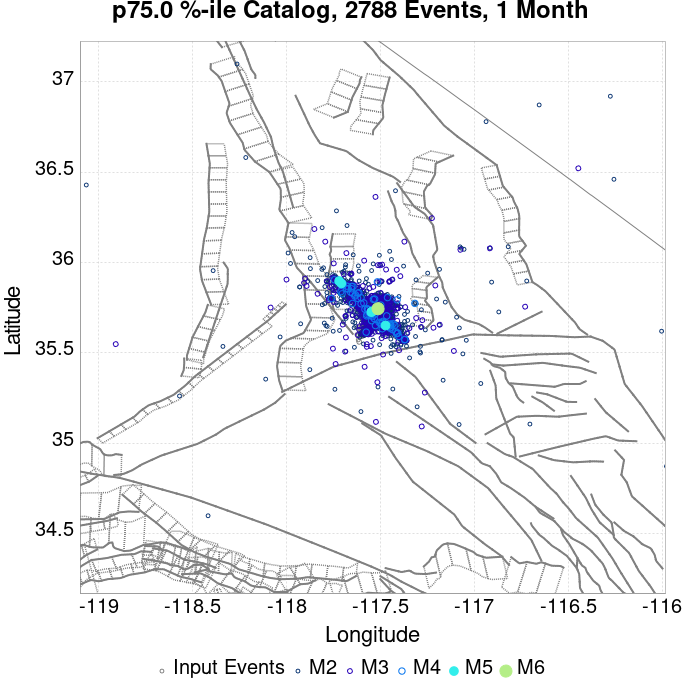 p75.0 %-ile Catalog, 2788 Events, 1 Month
37
36.5
36
35.5
35
34.5
Latitude
-119 -118.5 -118 -117.5 -117 -116.5 -116
Longitude
Input Events M2 M3 M4 M5 M6